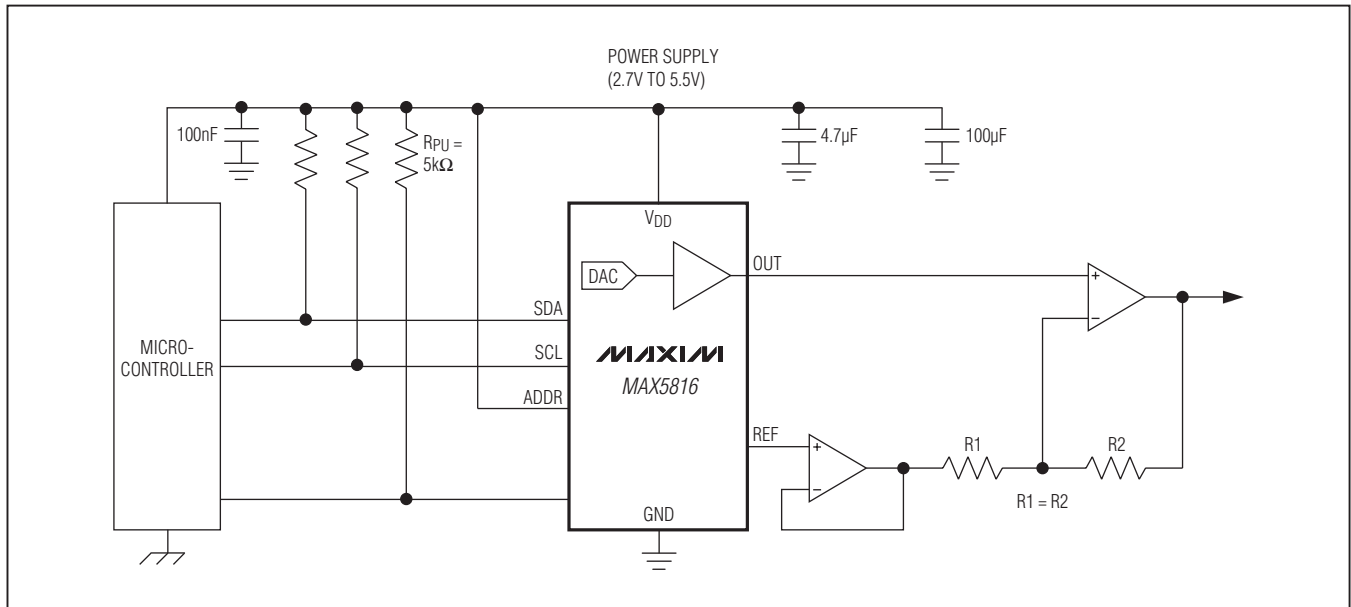 POWER SUPPLY
(2.7V TO 5.5V)
100nF
RPU =
5kΩ
4.7µF
100µF
VDD
DAC
OUT
SDA
MICRO-
CONTROLLER
SCL
MAXIM
MAX5816
ADDR
REF
R1
R2
R1 = R2
GND
+
−
+
−